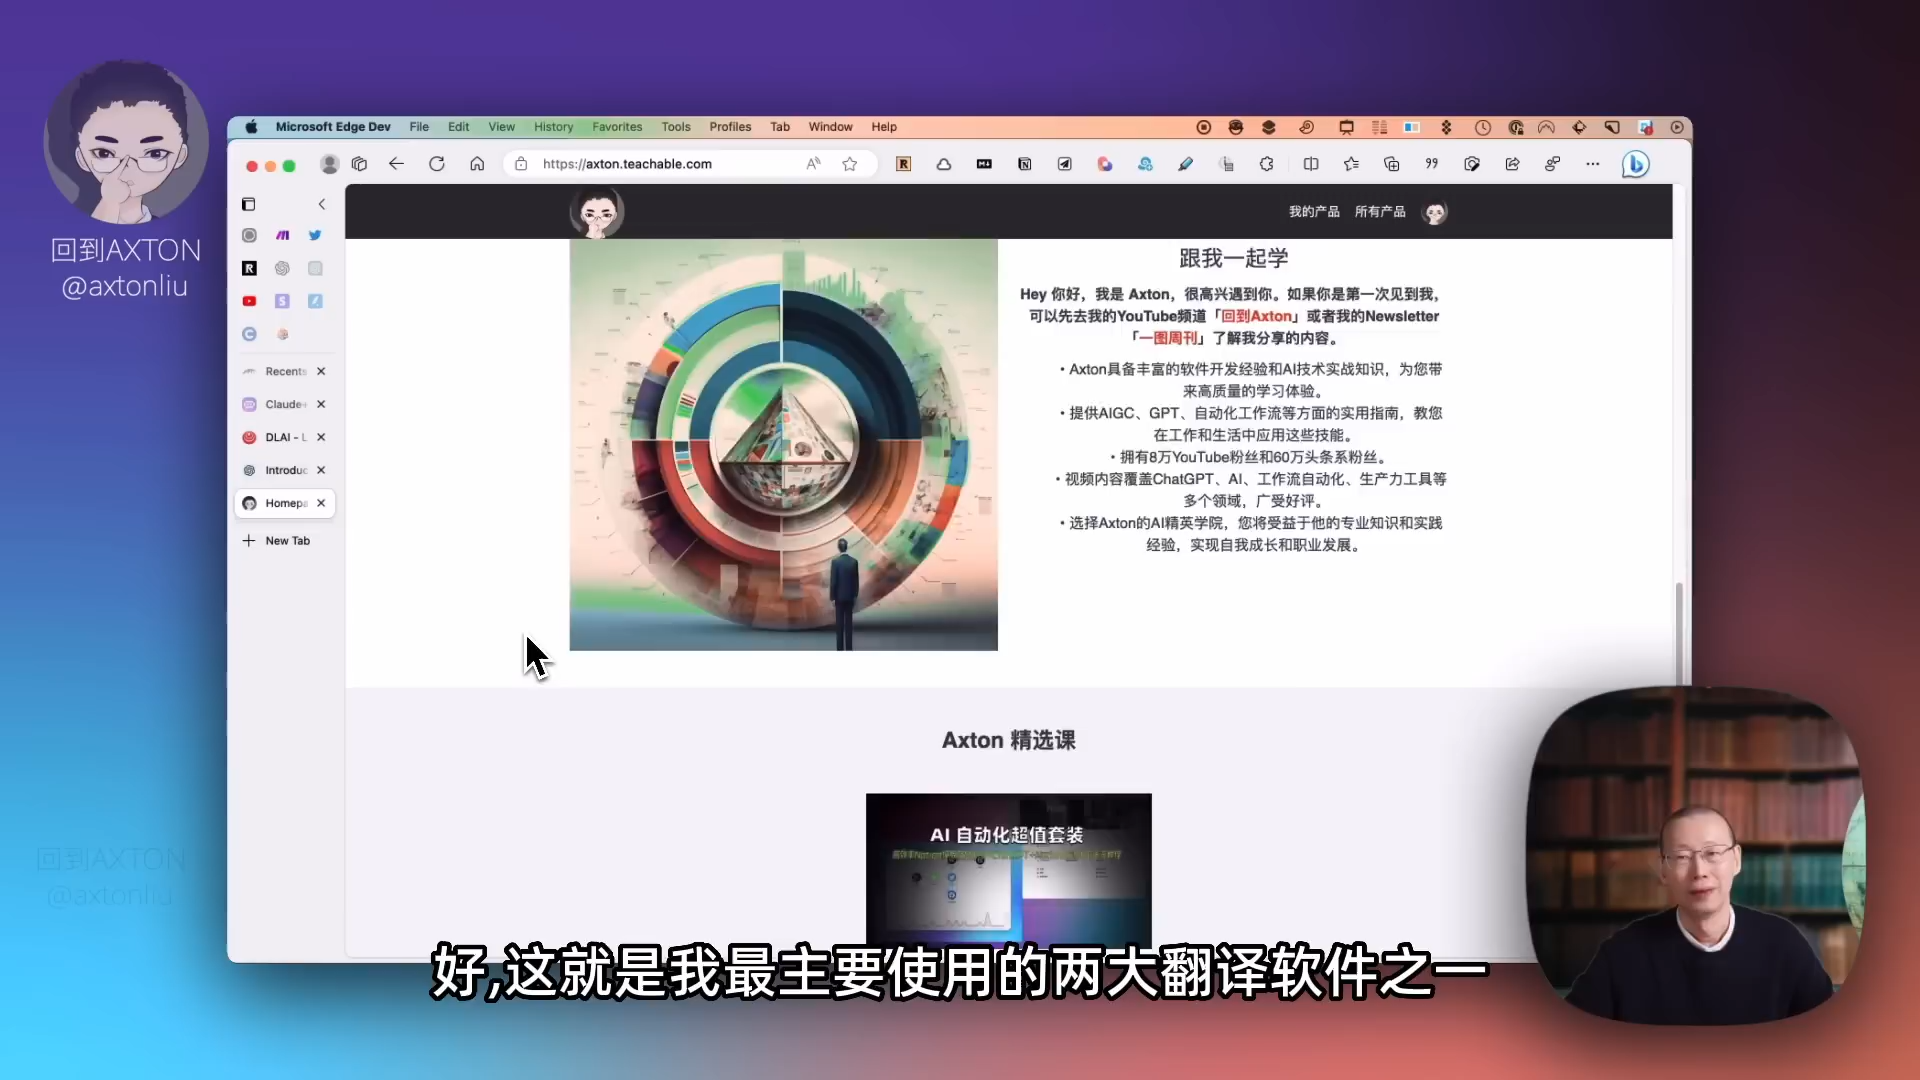 回到AXTON
@axtonliu
Microsoft Edge Dev File Edit View History Favorites Tools Profiles Tab Window Help
https://axton.teachable.com
我的产品 所有产品
Recents
Claude+
DLAI - L
Introduc
Homepa
New Tab
跟我一起学
Hey 你好，我是 Axton，很高兴遇到你。如果你是第一次见到我，
可以先去我的YouTube频道「回到Axton」或者我的Newsletter
「一图周刊」了解我分享的内容。
• Axton具备丰富的软件开发经验和AI技术实战知识，为您带
来高质量的学习体验。
• 提供AIGC、GPT、自动化工作流等方面的实用指南，教您
在工作和生活中应用这些技能。
• 拥有8万YouTube粉丝和60万头条系粉丝。
• 视频内容覆盖ChatGPT、AI、工作流自动化、生产力工具等
多个领域，广受好评。
• 选择Axton的AI精英学院，您将受益于他的专业知识和实践
经验，实现自我成长和职业发展。
Axton 精选课
AI 自动化超值套装
回到AXTON
@axtonliu
好,这就是我最主要使用的两大翻译软件之一